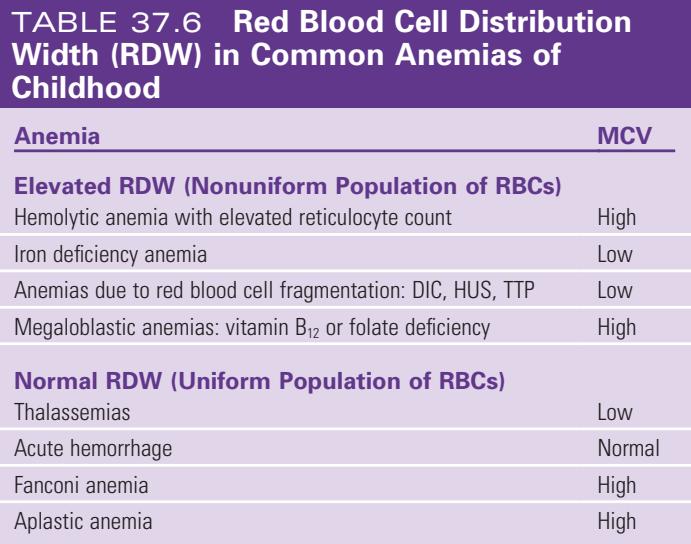 TABLE 37.6 Red Blood Cell Distribution
Width (RDW) in Common Anemias of
Childhood
Anemia MCV
Elevated RDW (Nonuniform Population of RBCs)
Hemolytic anemia with elevated reticulocyte count High
Iron deficiency anemia Low
Anemias due to red blood cell fragmentation: DIC, HUS, TTP Low
Megaloblastic anemias: vitamin B₁₂ or folate deficiency High
Normal RDW (Uniform Population of RBCs)
Thalassemias Low
Acute hemorrhage Normal
Fanconi anemia High
Aplastic anemia High